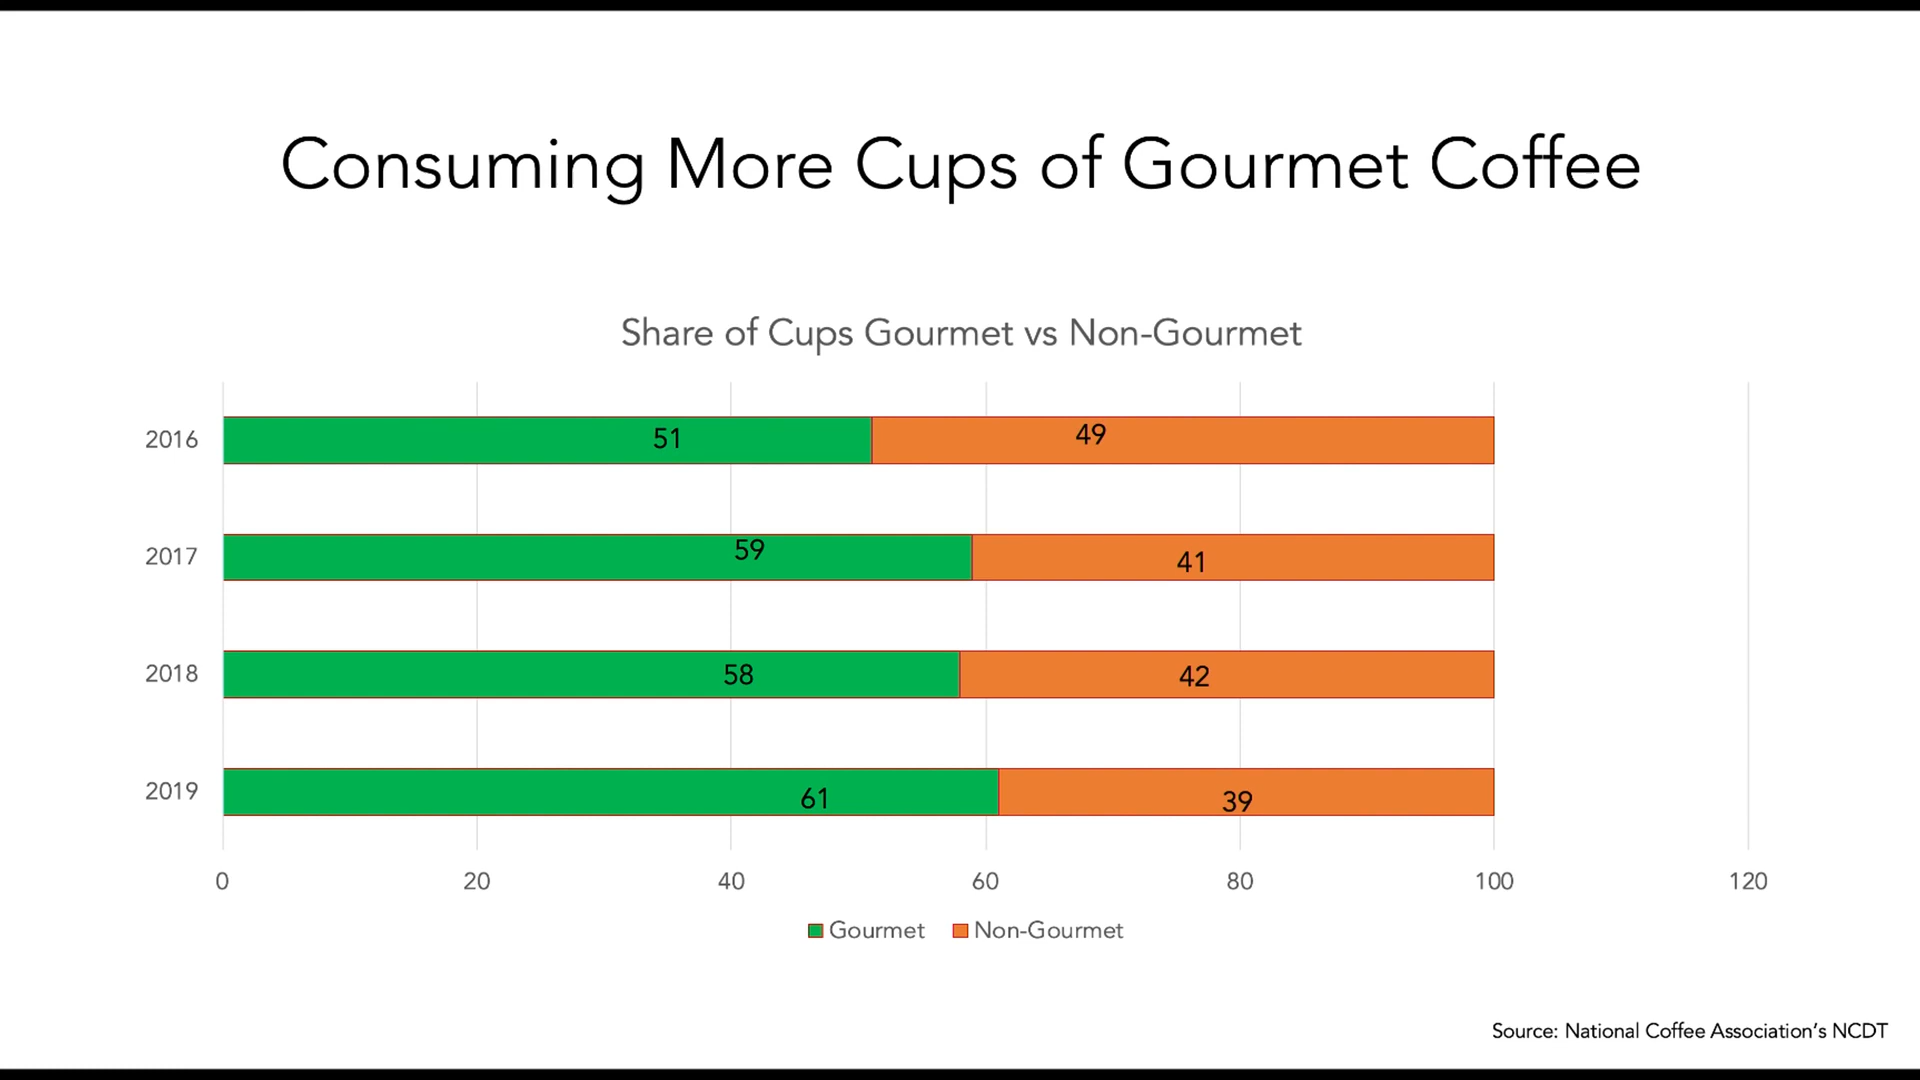 Consuming More Cups of Gourmet Coffee
Share of Cups Gourmet vs Non-Gourmet
2016 51 49
2017 59 41
2018 58 42
2019 61 39
0 20 40 60 80 100 120
Gourmet Non-Gourmet
Source: National Coffee Association’s NCDT